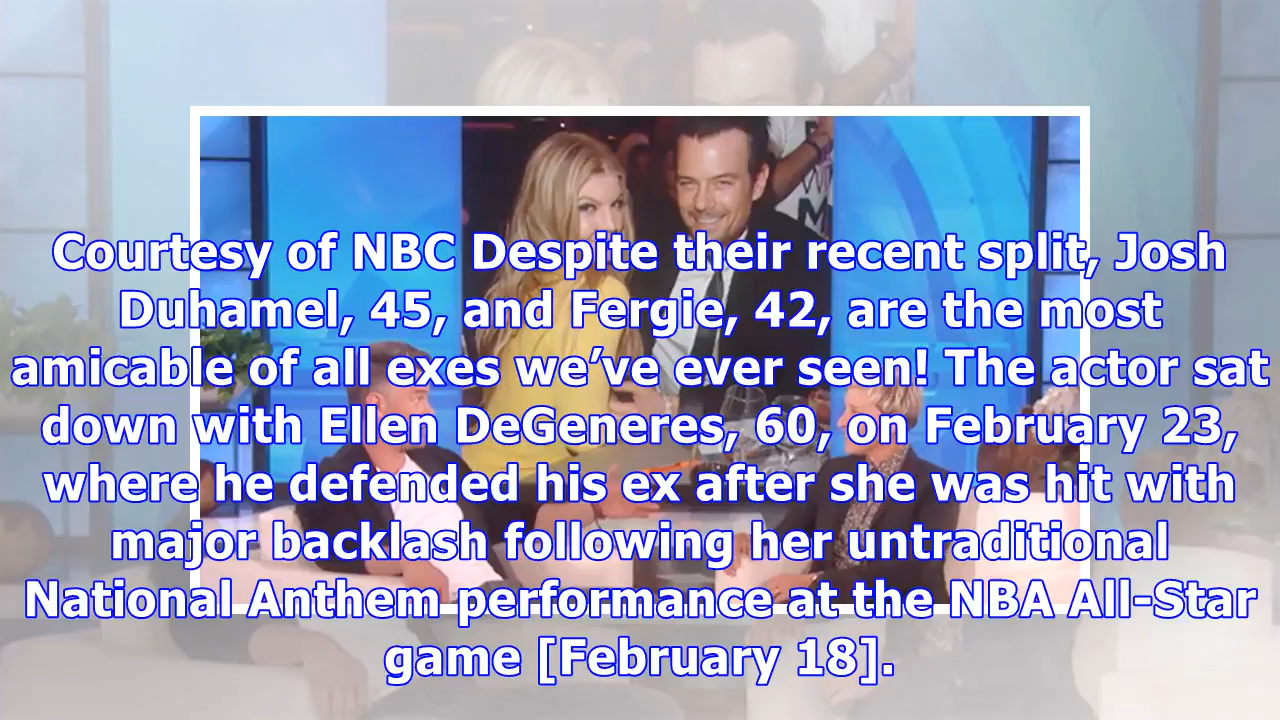 Courtesy of NBC Despite their recent split, Josh
Duhamel, 45, and Fergie, 42, are the most
amicable of all exes we’ve ever seen! The actor sat
down with Ellen DeGeneres, 60, on February 23,
where he defended his ex after she was hit with
major backlash following her untraditional
National Anthem performance at the NBA All-Star
game [February 18].